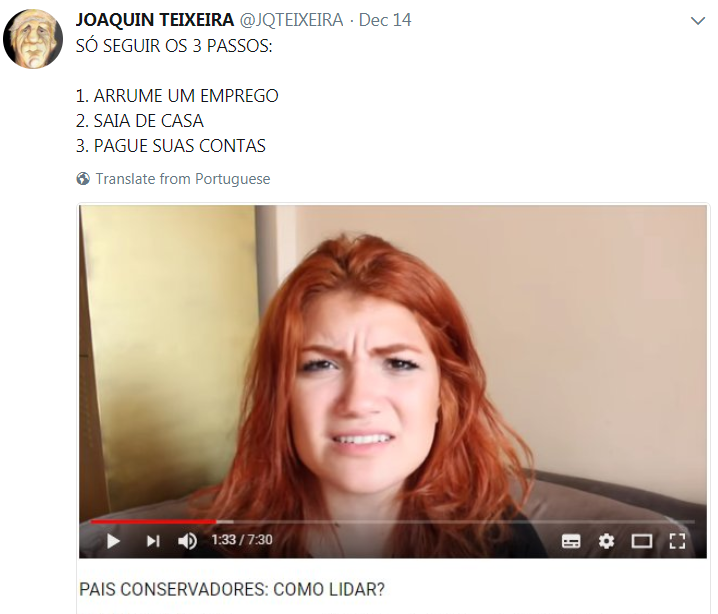 JOAQUIN TEIXEIRA @JQTEIXEIRA · Dec 14
SÓ SEGUIR OS 3 PASSOS:
1. ARRUME UM EMPREGO
2. SAIA DE CASA
3. PAGUE SUAS CONTAS
Translate from Portuguese
1:33 / 7:30
PAIS CONSERVADORES: COMO LIDAR?